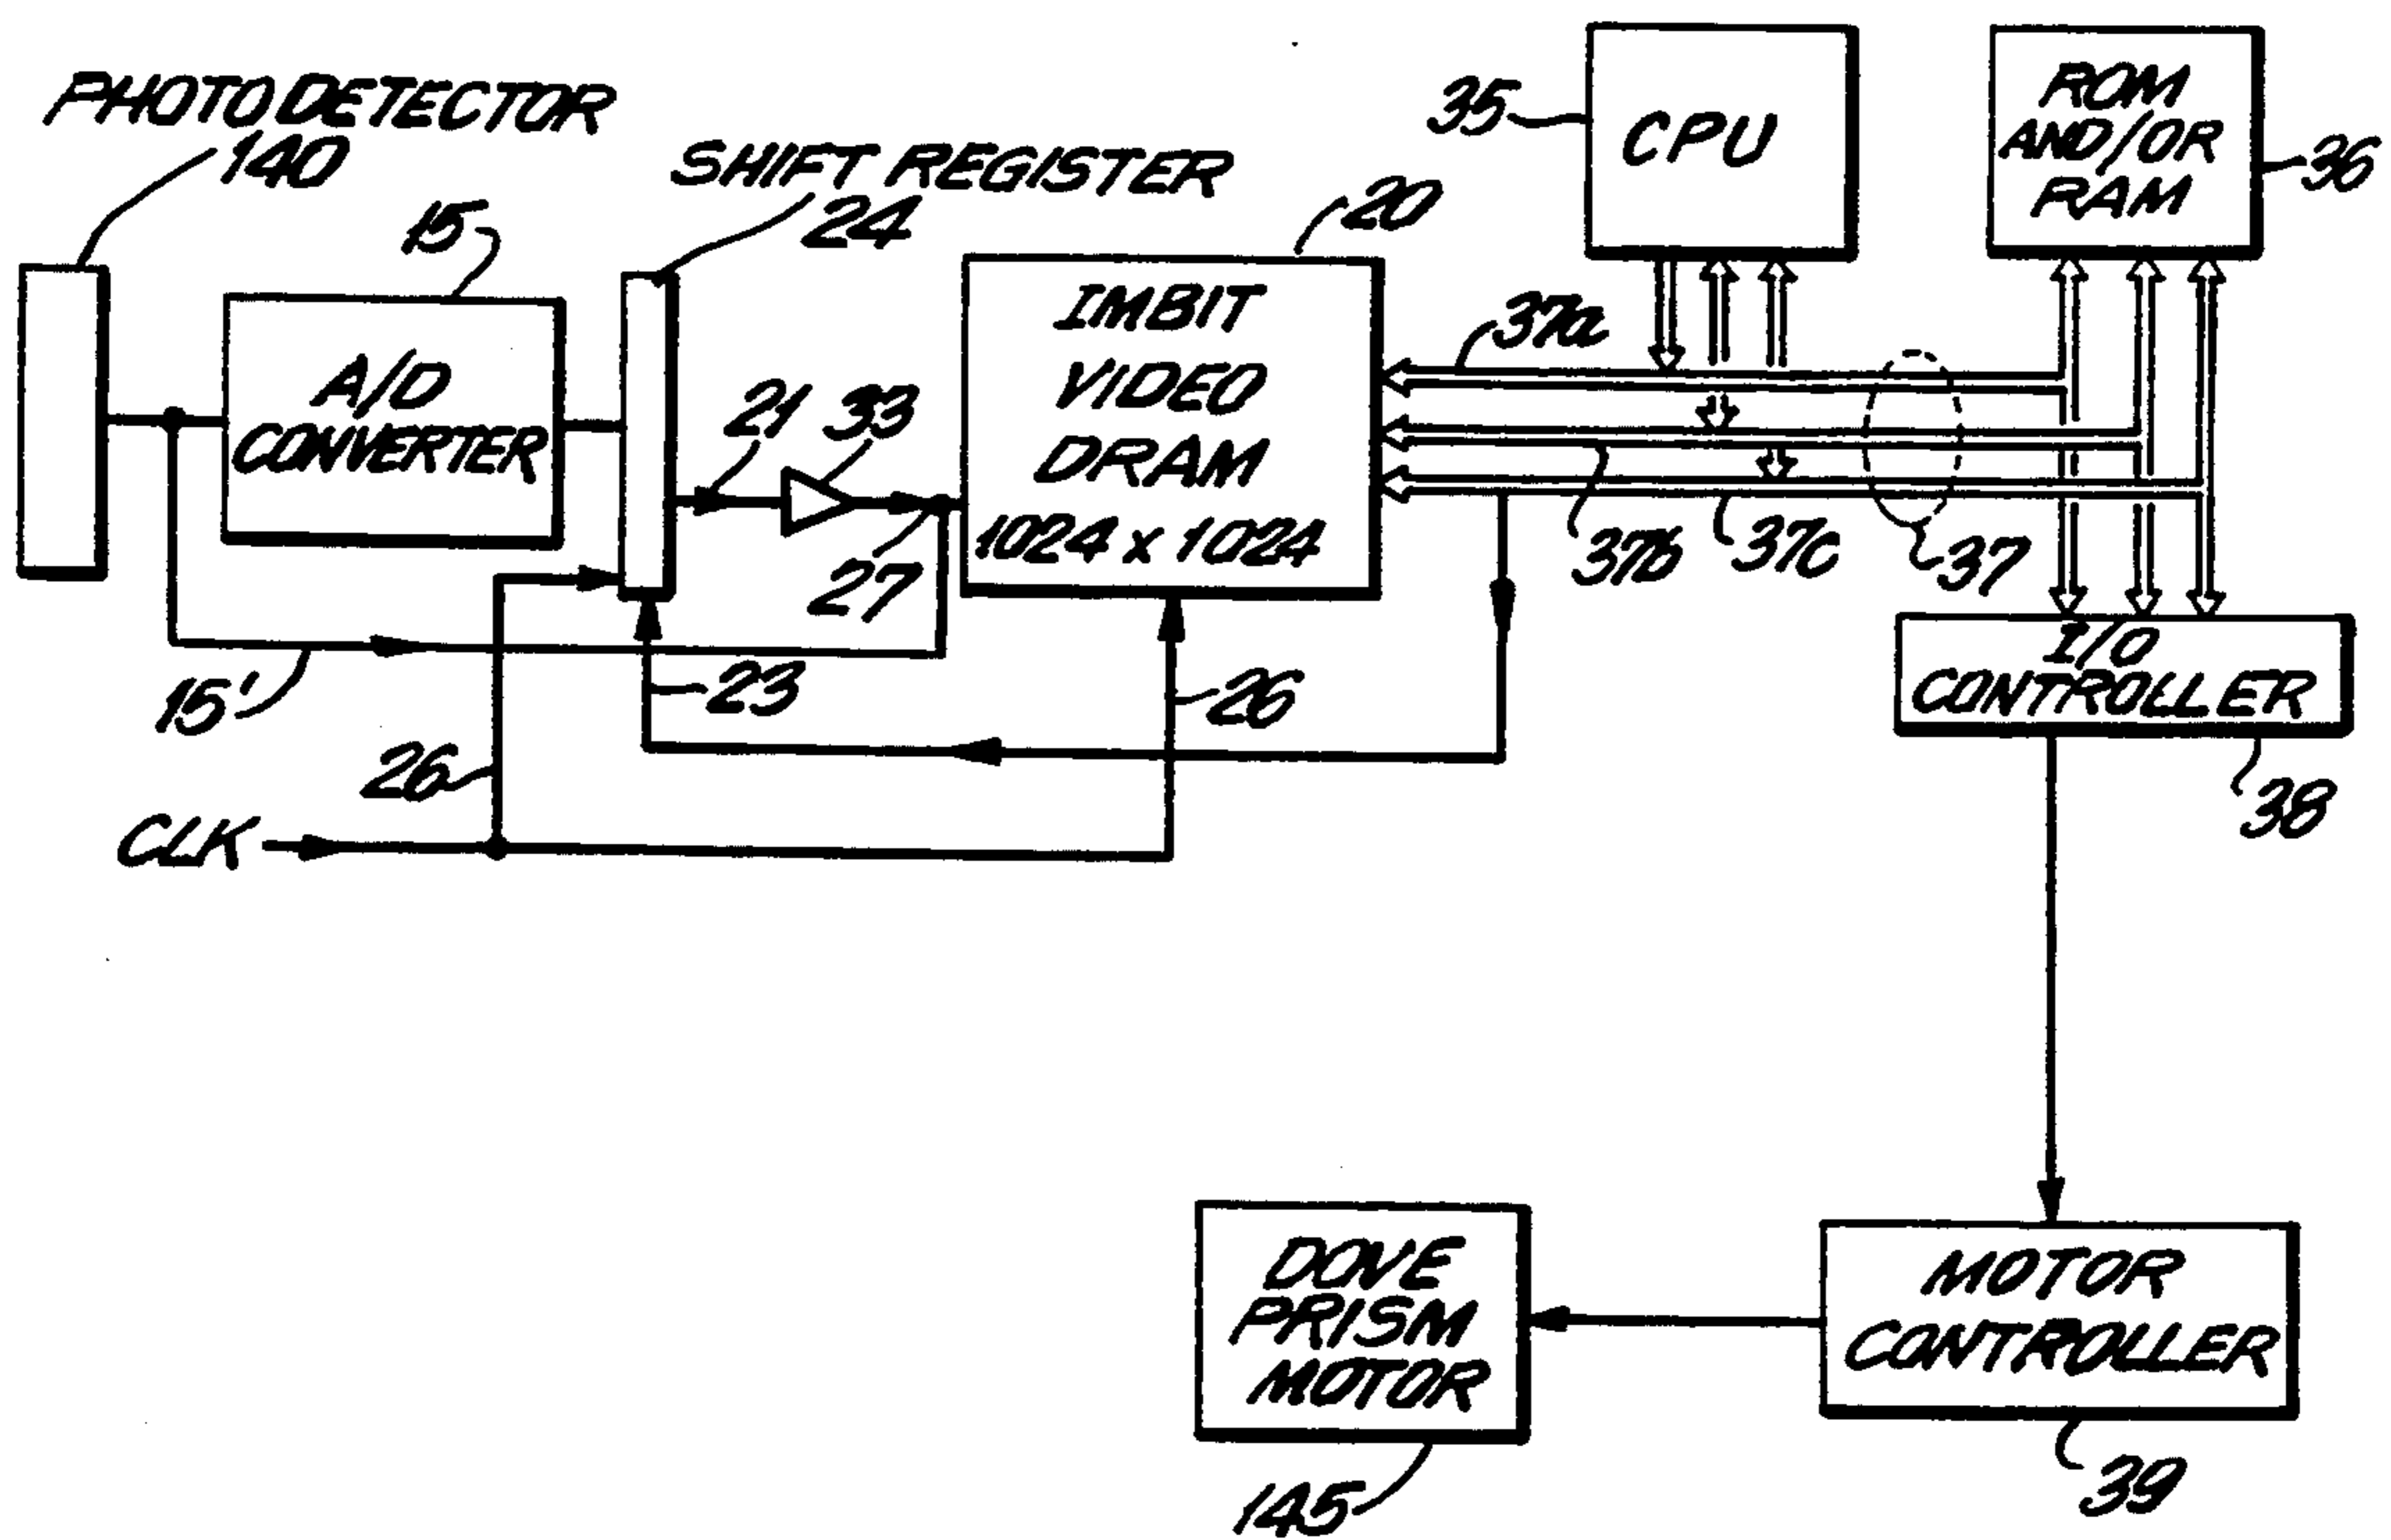 PHOTO DETECTOR
140
15
SHIFT REGISTER
24
20
35
CPU
ROM
AND/OR
RAM
36
A/D
CONVERTER
21
33
IMBIT
VIDEO
DRAM
1024 x 1024
37a
27
37b
37c
37
15'
23
26
26
CLK
I/O
CONTROLLER
38
DOVE
PRISM
MOTOR
145
MOTOR
CONTROLLER
39